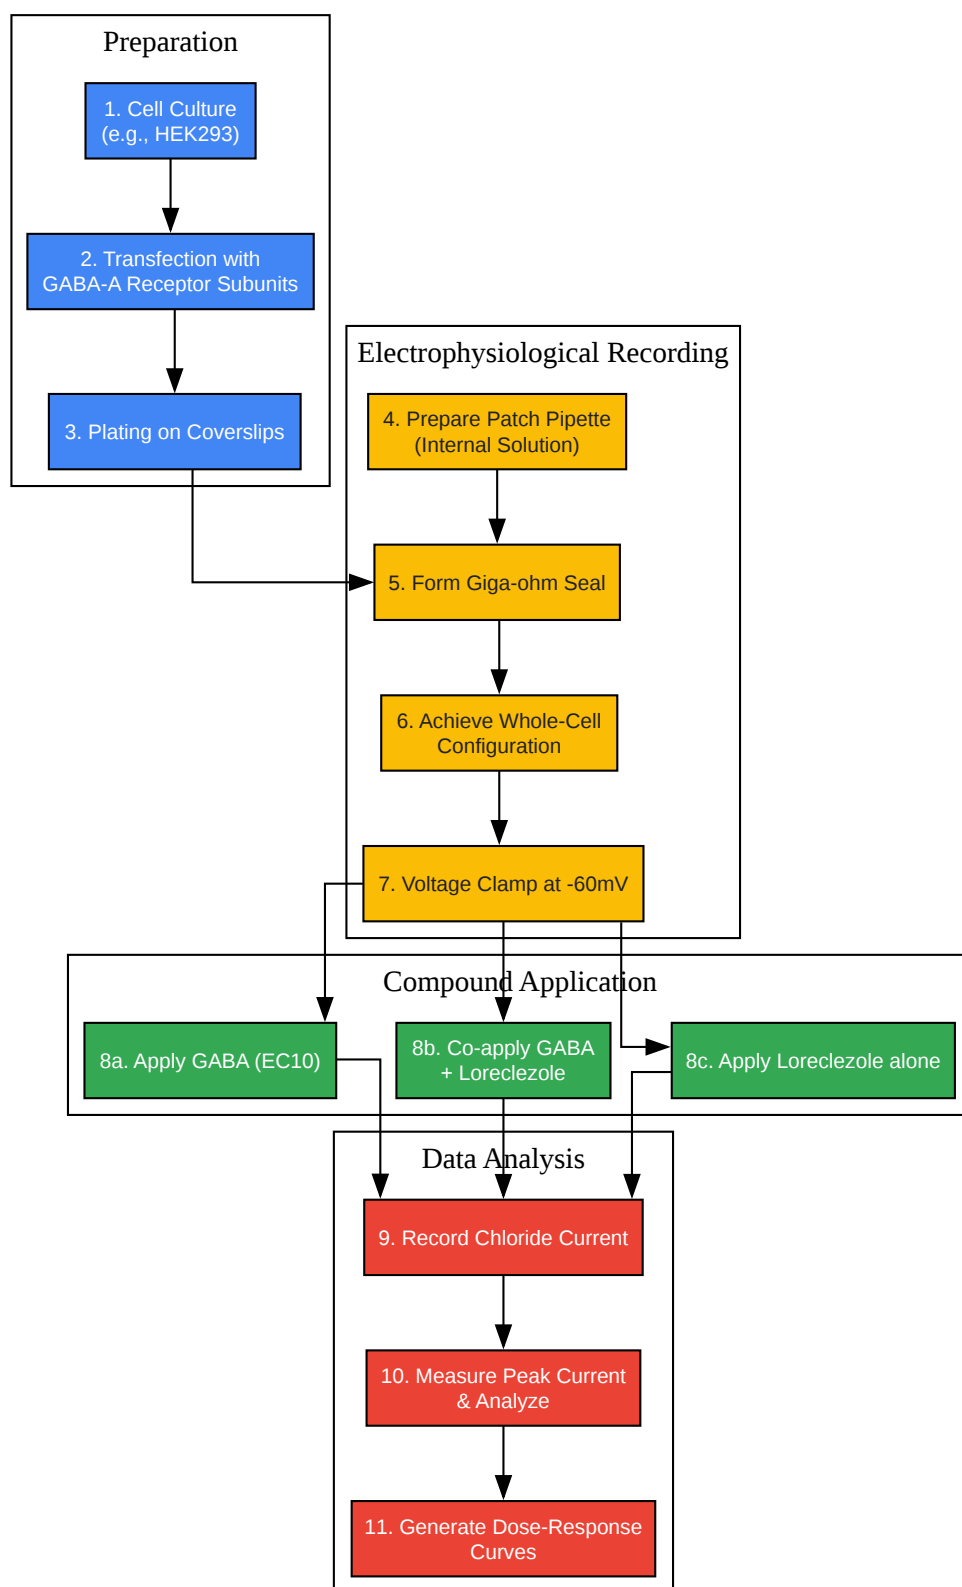 Preparation
1. Cell Culture
(e.g., HEK293)
2. Transfection with
GABA-A Receptor Subunits
3. Plating on Coverslips
Electrophysiological Recording
4. Prepare Patch Pipette
(Internal Solution)
5. Form Giga-ohm Seal
6. Achieve Whole-Cell
Configuration
7. Voltage Clamp at -60mV
Compound Application
8a. Apply GABA (EC10)
8b. Co-apply GABA
+ Loreclezole
8c. Apply Loreclezole alone
Data Analysis
9. Record Chloride Current
10. Measure Peak Current
& Analyze
11. Generate Dose-Response
Curves